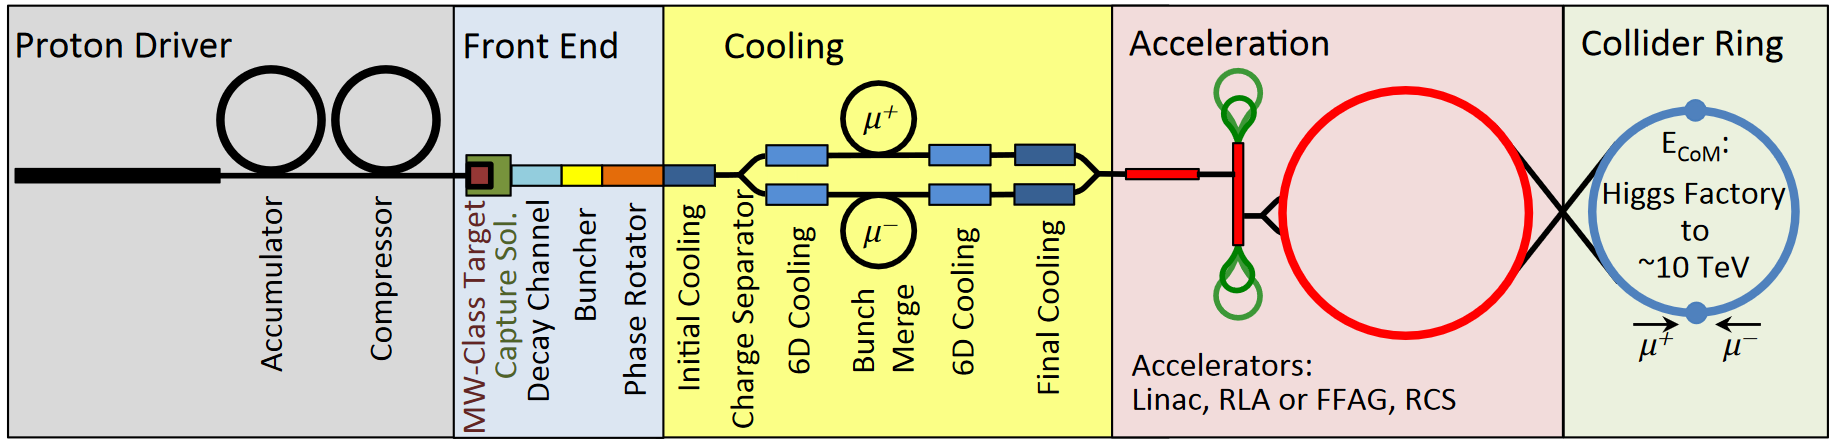 Proton Driver
Front End
Cooling
Acceleration
Collider Ring
Accumulator
Compressor
MW-Class Target
Capture Sol.
Decay Channel
Buncher
Phase Rotator
Initial Cooling
Charge Separator
6D Cooling
μ⁺
μ⁻
Bunch
Merge
6D Cooling
Final Cooling
Accelerators:
Linac, RLA or FFAG, RCS
E_CoM:
Higgs Factory
to
~10 TeV
μ⁺
μ⁻